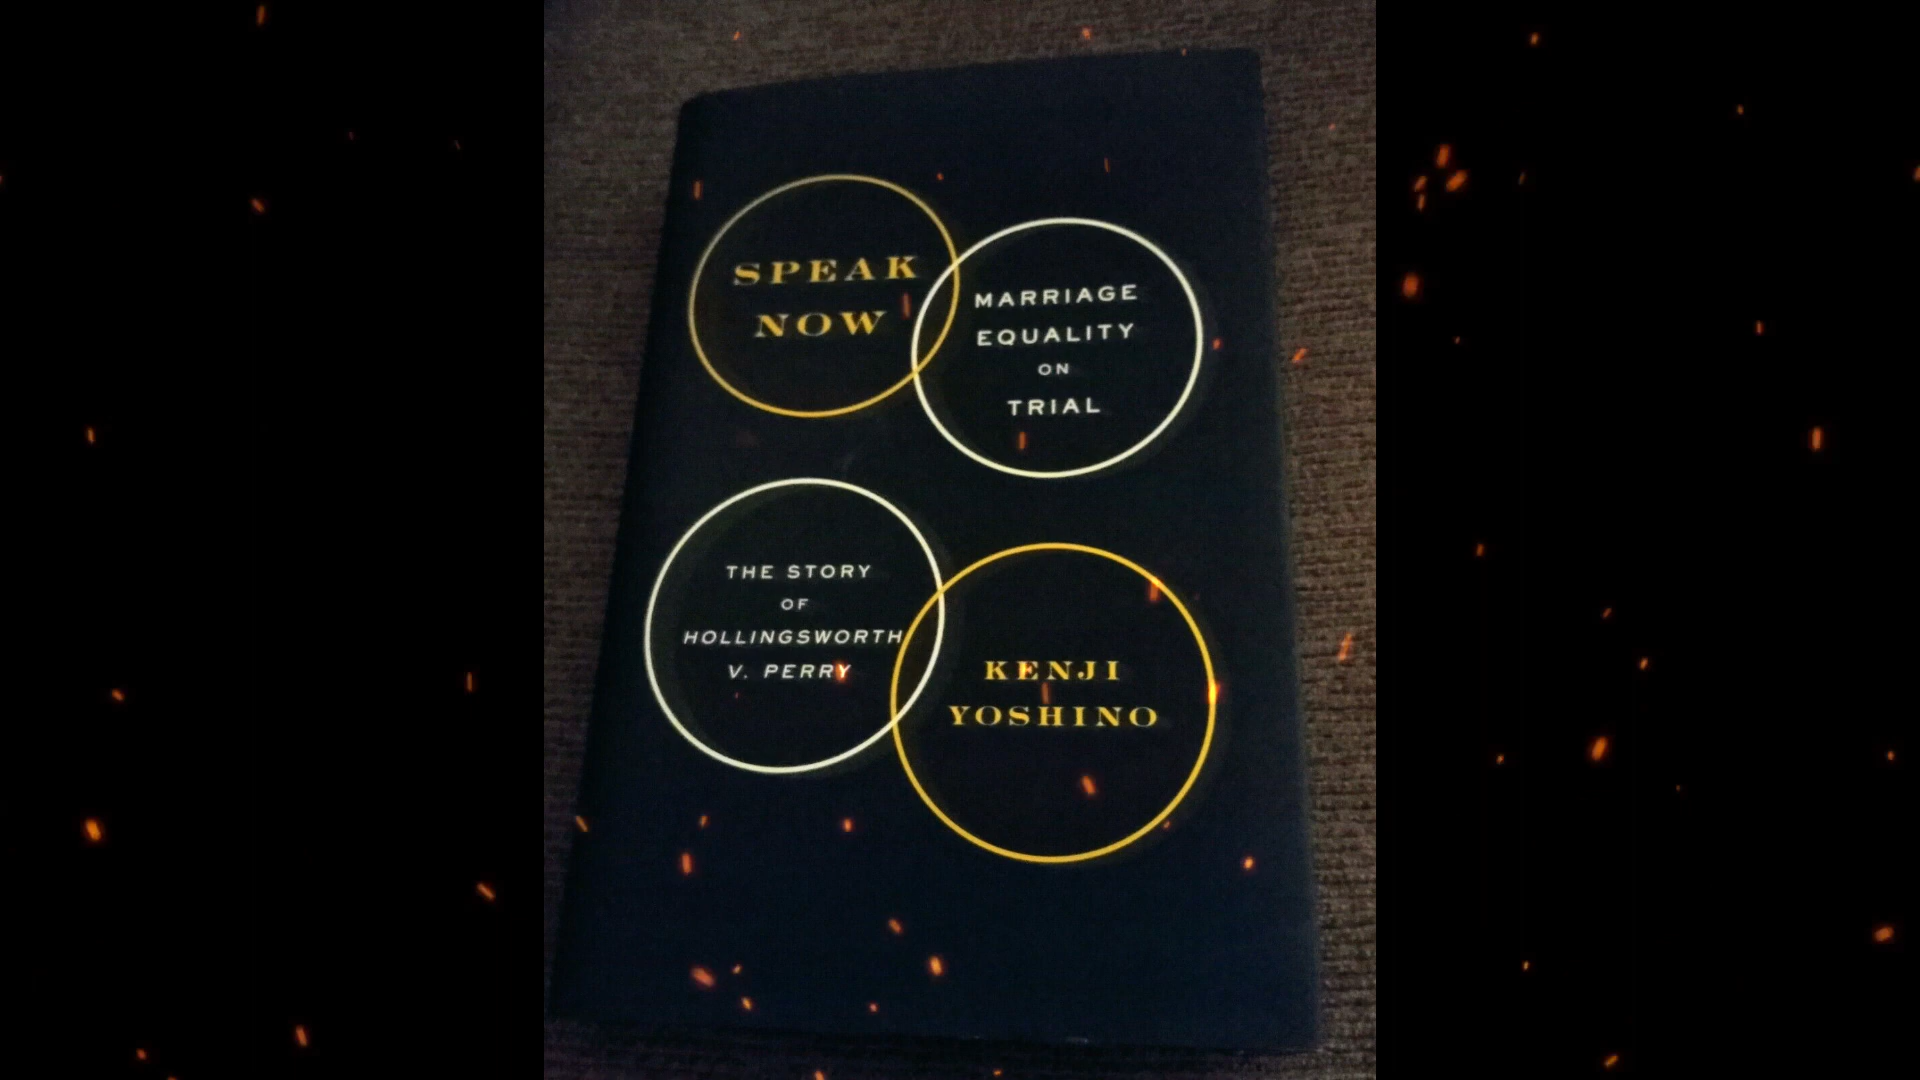 SPEAK
NOW
MARRIAGE
EQUALITY
ON
TRIAL
THE STORY
OF
HOLLINGSWORTH
V. PERRY
KENJI
YOSHINO